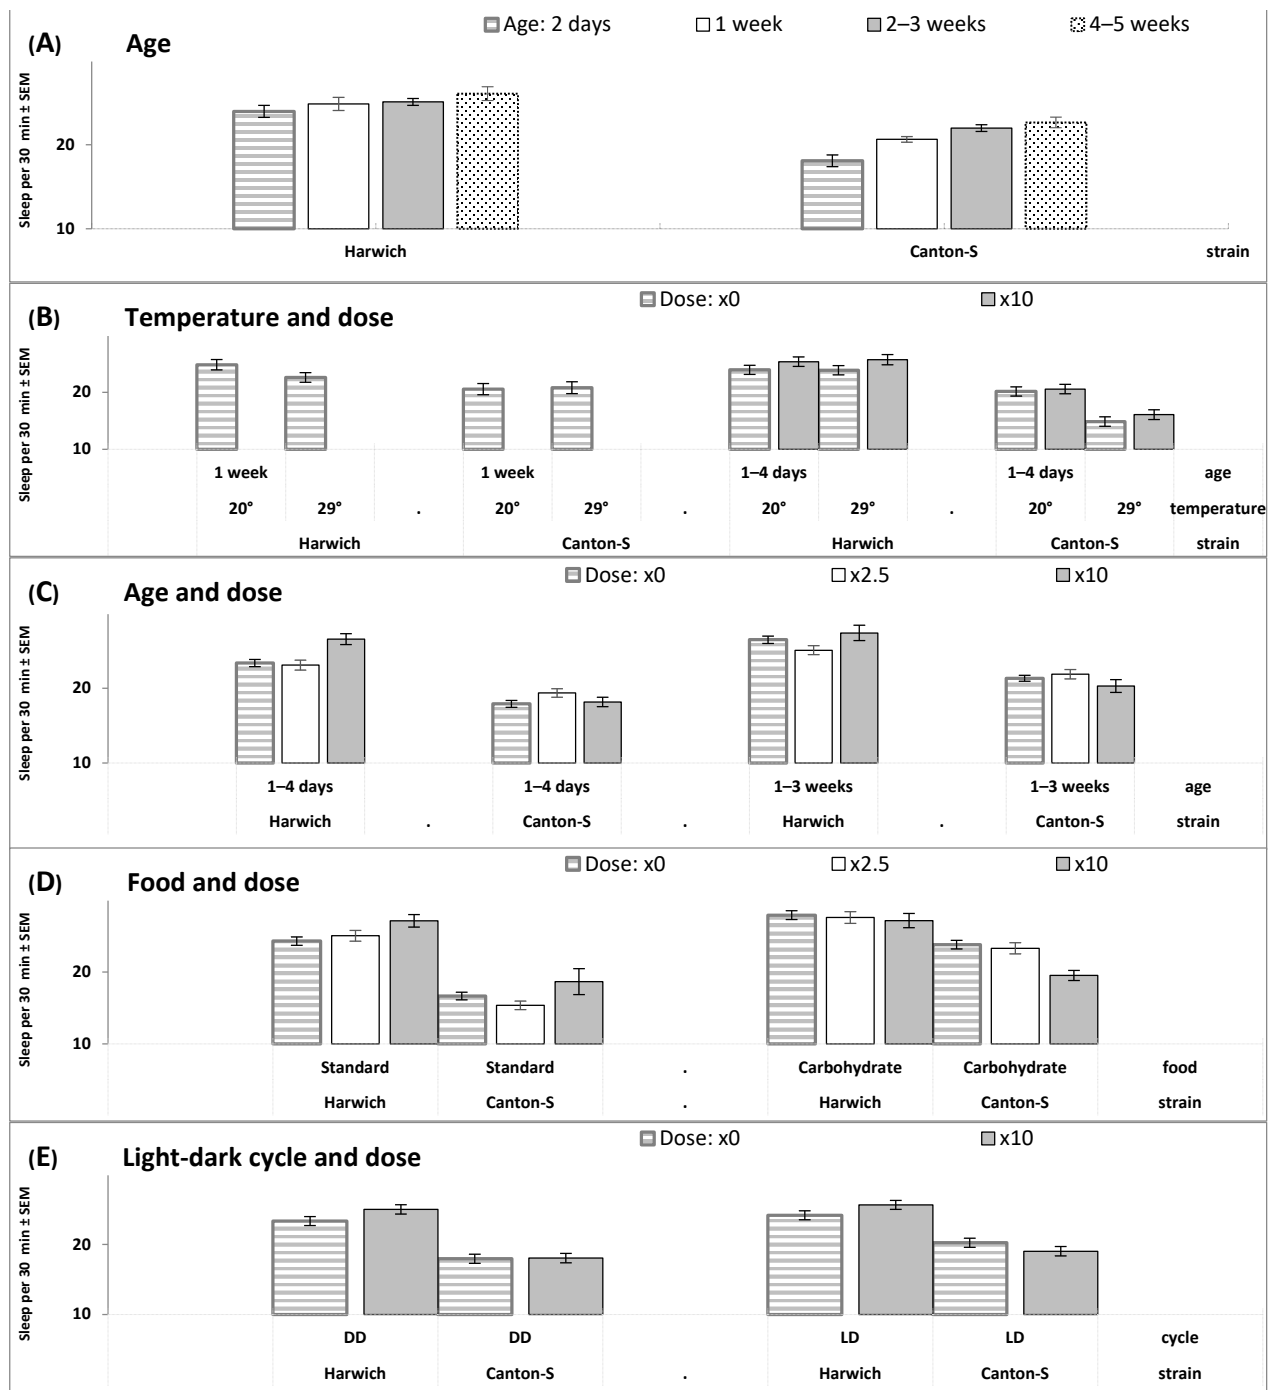 (A) Age
Age: 2 days 1 week 2–3 weeks 4–5 weeks
Sleep per 30 min ± SEM
20
10
Harwich Canton-S strain
(B) Temperature and dose
Dose: x0 x10
Sleep per 30 min ± SEM
20
10
1 week 1 week 1–4 days 1–4 days age
20° 29° . 20° 29° . 20° 29° . 20° 29° temperature
Harwich Canton-S Harwich Canton-S strain
(C) Age and dose
Dose: x0 x2.5 x10
Sleep per 30 min ± SEM
20
10
1–4 days 1–4 days 1–3 weeks 1–3 weeks age
Harwich . Canton-S . Harwich . Canton-S strain
(D) Food and dose
Dose: x0 x2.5 x10
Sleep per 30 min ± SEM
20
10
Standard Standard . Carbohydrate Carbohydrate food
Harwich Canton-S . Harwich Canton-S strain
(E) Light-dark cycle and dose
Dose: x0 x10
Sleep per 30 min ± SEM
20
10
DD DD LD LD cycle
Harwich Canton-S . Harwich Canton-S strain